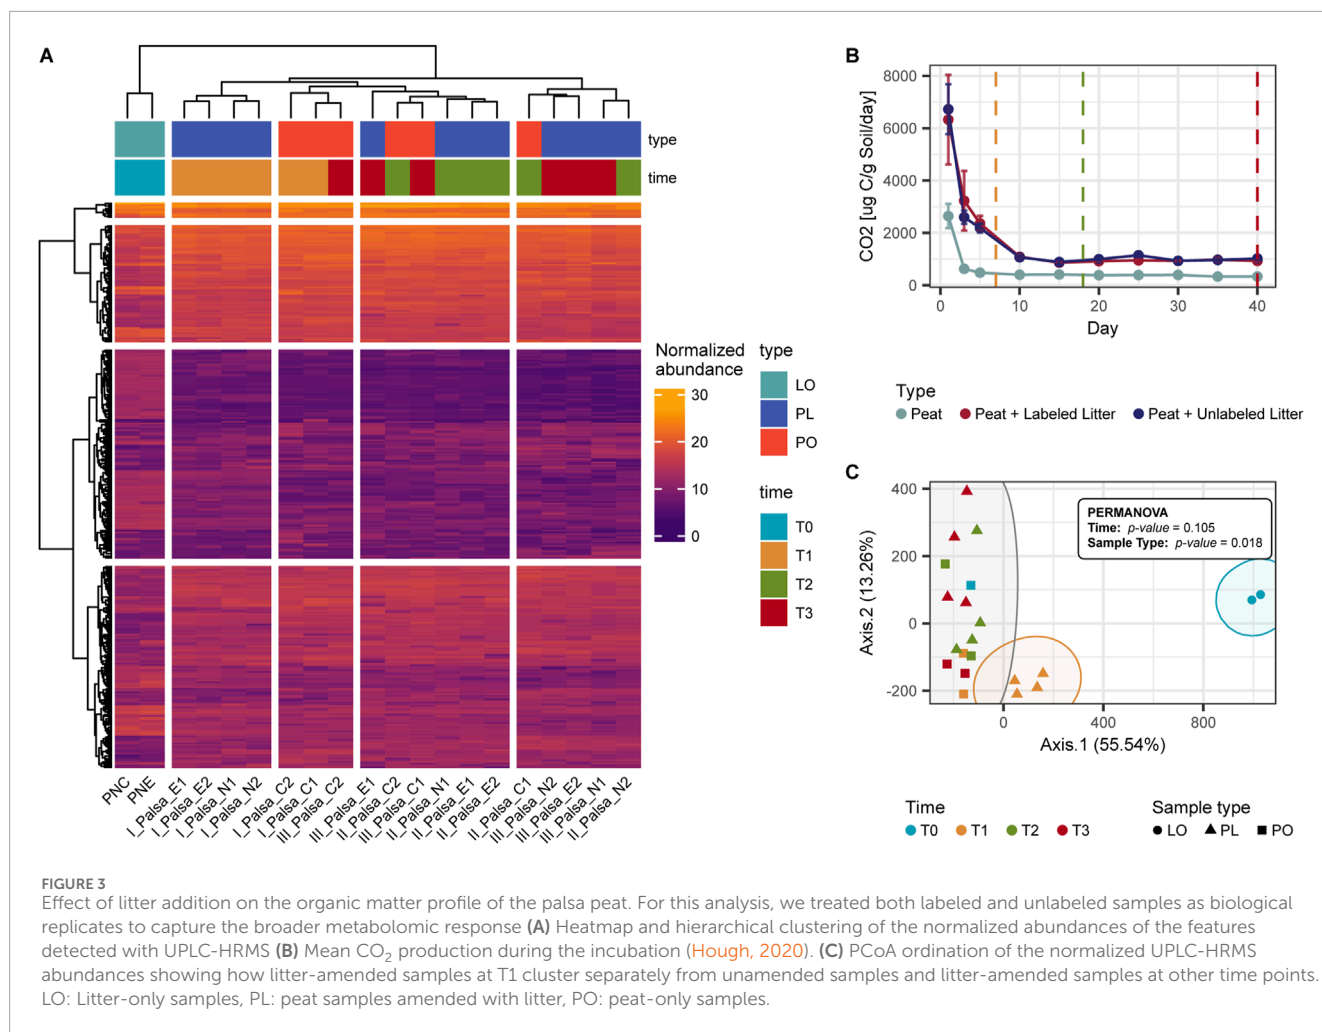 A
type
time
PNC
PNE
I_Palsa_E1
I_Palsa_E2
I_Palsa_N1
I_Palsa_N2
I_Palsa_C2
I_Palsa_C1
III_Palsa_C2
III_Palsa_E1
II_Palsa_C2
III_Palsa_C1
II_Palsa_N1
II_Palsa_E1
II_Palsa_E2
II_Palsa_C1
III_Palsa_N2
III_Palsa_E2
III_Palsa_N1
II_Palsa_N2
Normalized
abundance
30
20
10
0
type
LO
PL
PO
time
T0
T1
T2
T3
B
CO2 [ug C/g Soil/day]
8000
6000
4000
2000
0
0 10 20 30 40
Day
Type
Peat Peat + Labeled Litter Peat + Unlabeled Litter
C
Axis.2 (13.26%)
400
200
0
-200
PERMANOVA
Time: p-value = 0.105
Sample Type: p-value = 0.018
0 400 800
Axis.1 (55.54%)
Time
T0 T1 T2 T3
Sample type
LO PL PO
FIGURE 3
Effect of litter addition on the organic matter profile of the palsa peat. For this analysis, we treated both labeled and unlabeled samples as biological
replicates to capture the broader metabolomic response (A) Heatmap and hierarchical clustering of the normalized abundances of the features
detected with UPLC-HRMS (B) Mean CO2 production during the incubation (Hough, 2020). (C) PCoA ordination of the normalized UPLC-HRMS
abundances showing how litter-amended samples at T1 cluster separately from unamended samples and litter-amended samples at other time points.
LO: Litter-only samples, PL: peat samples amended with litter, PO: peat-only samples.